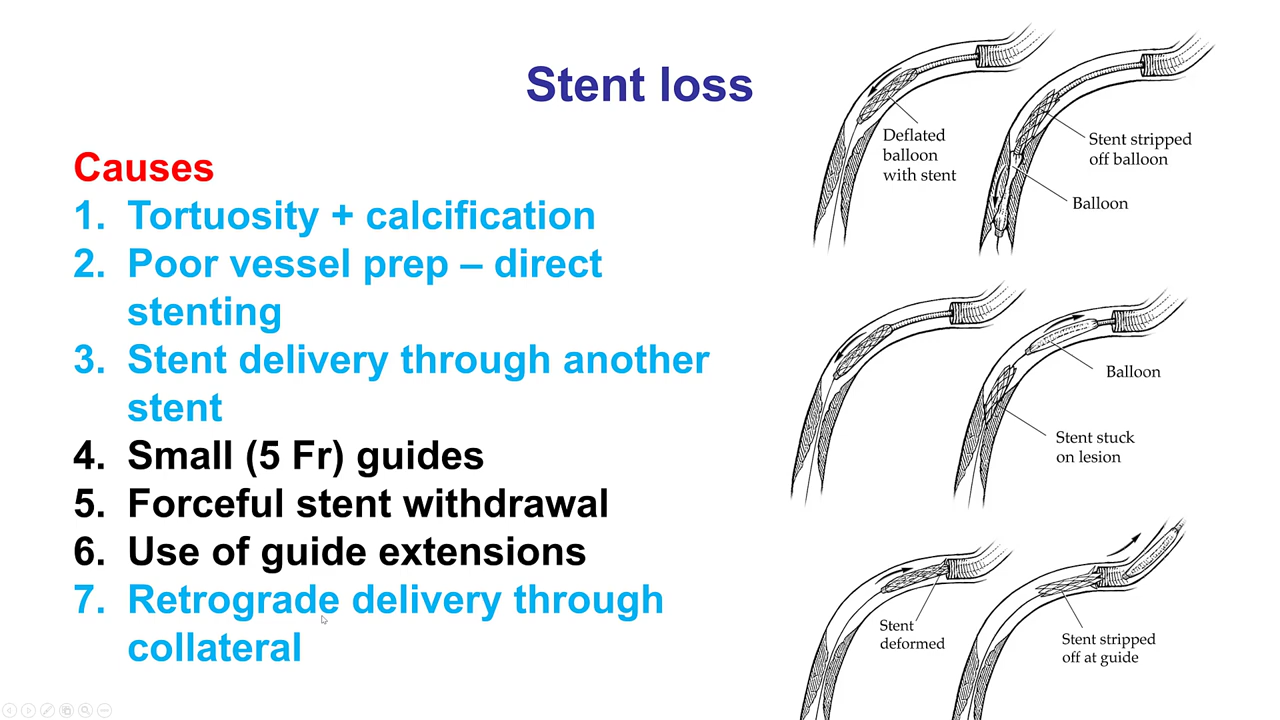 Stent loss
Causes
1. Tortuosity + calcification
2. Poor vessel prep – direct
stenting
3. Stent delivery through another
stent
4. Small (5 Fr) guides
5. Forceful stent withdrawal
6. Use of guide extensions
7. Retrograde delivery through
collateral
Deflated
balloon
with stent
Stent stripped
off balloon
Balloon
Balloon
Stent stuck
on lesion
Stent
deformed
Stent stripped
off at guide